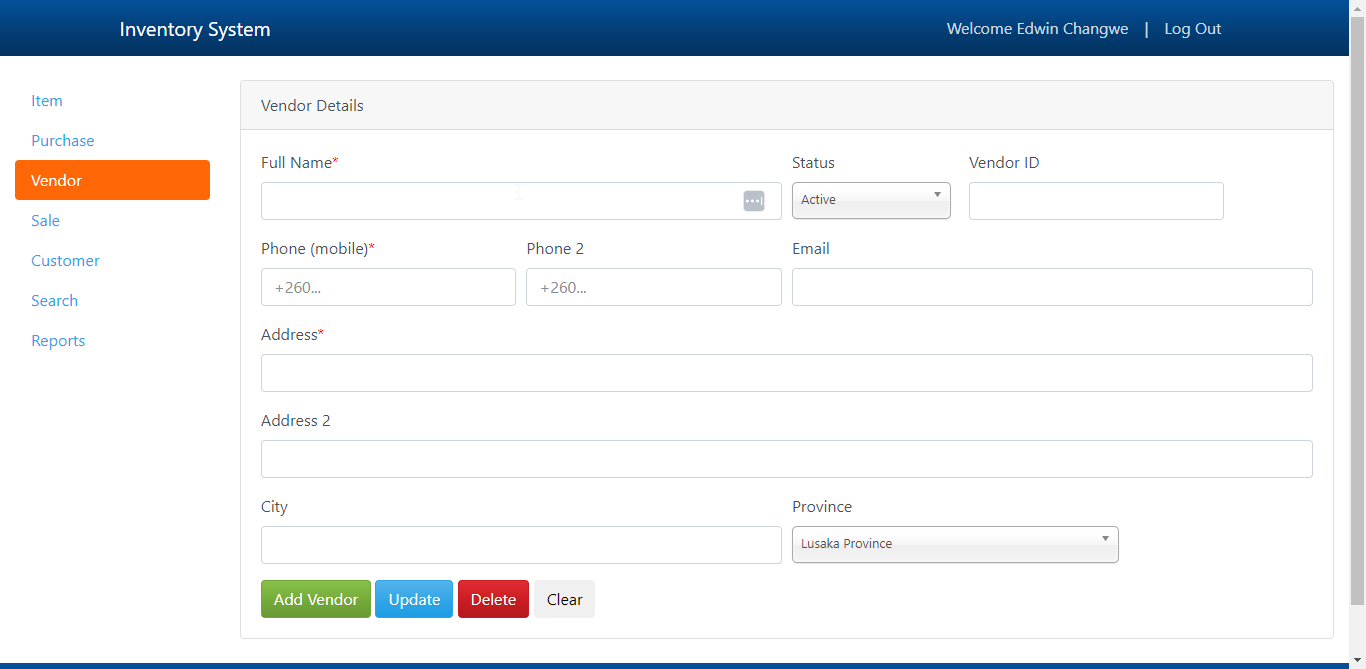 Inventory System
Welcome Edwin Changwe | Log Out
Item
Purchase
Vendor
Sale
Customer
Search
Reports
Vendor Details
Full Name* Status Vendor ID
Active
Phone (mobile)* Phone 2 Email
+260... +260...
Address*
Address 2
City Province
Lusaka Province
Add Vendor Update Delete Clear